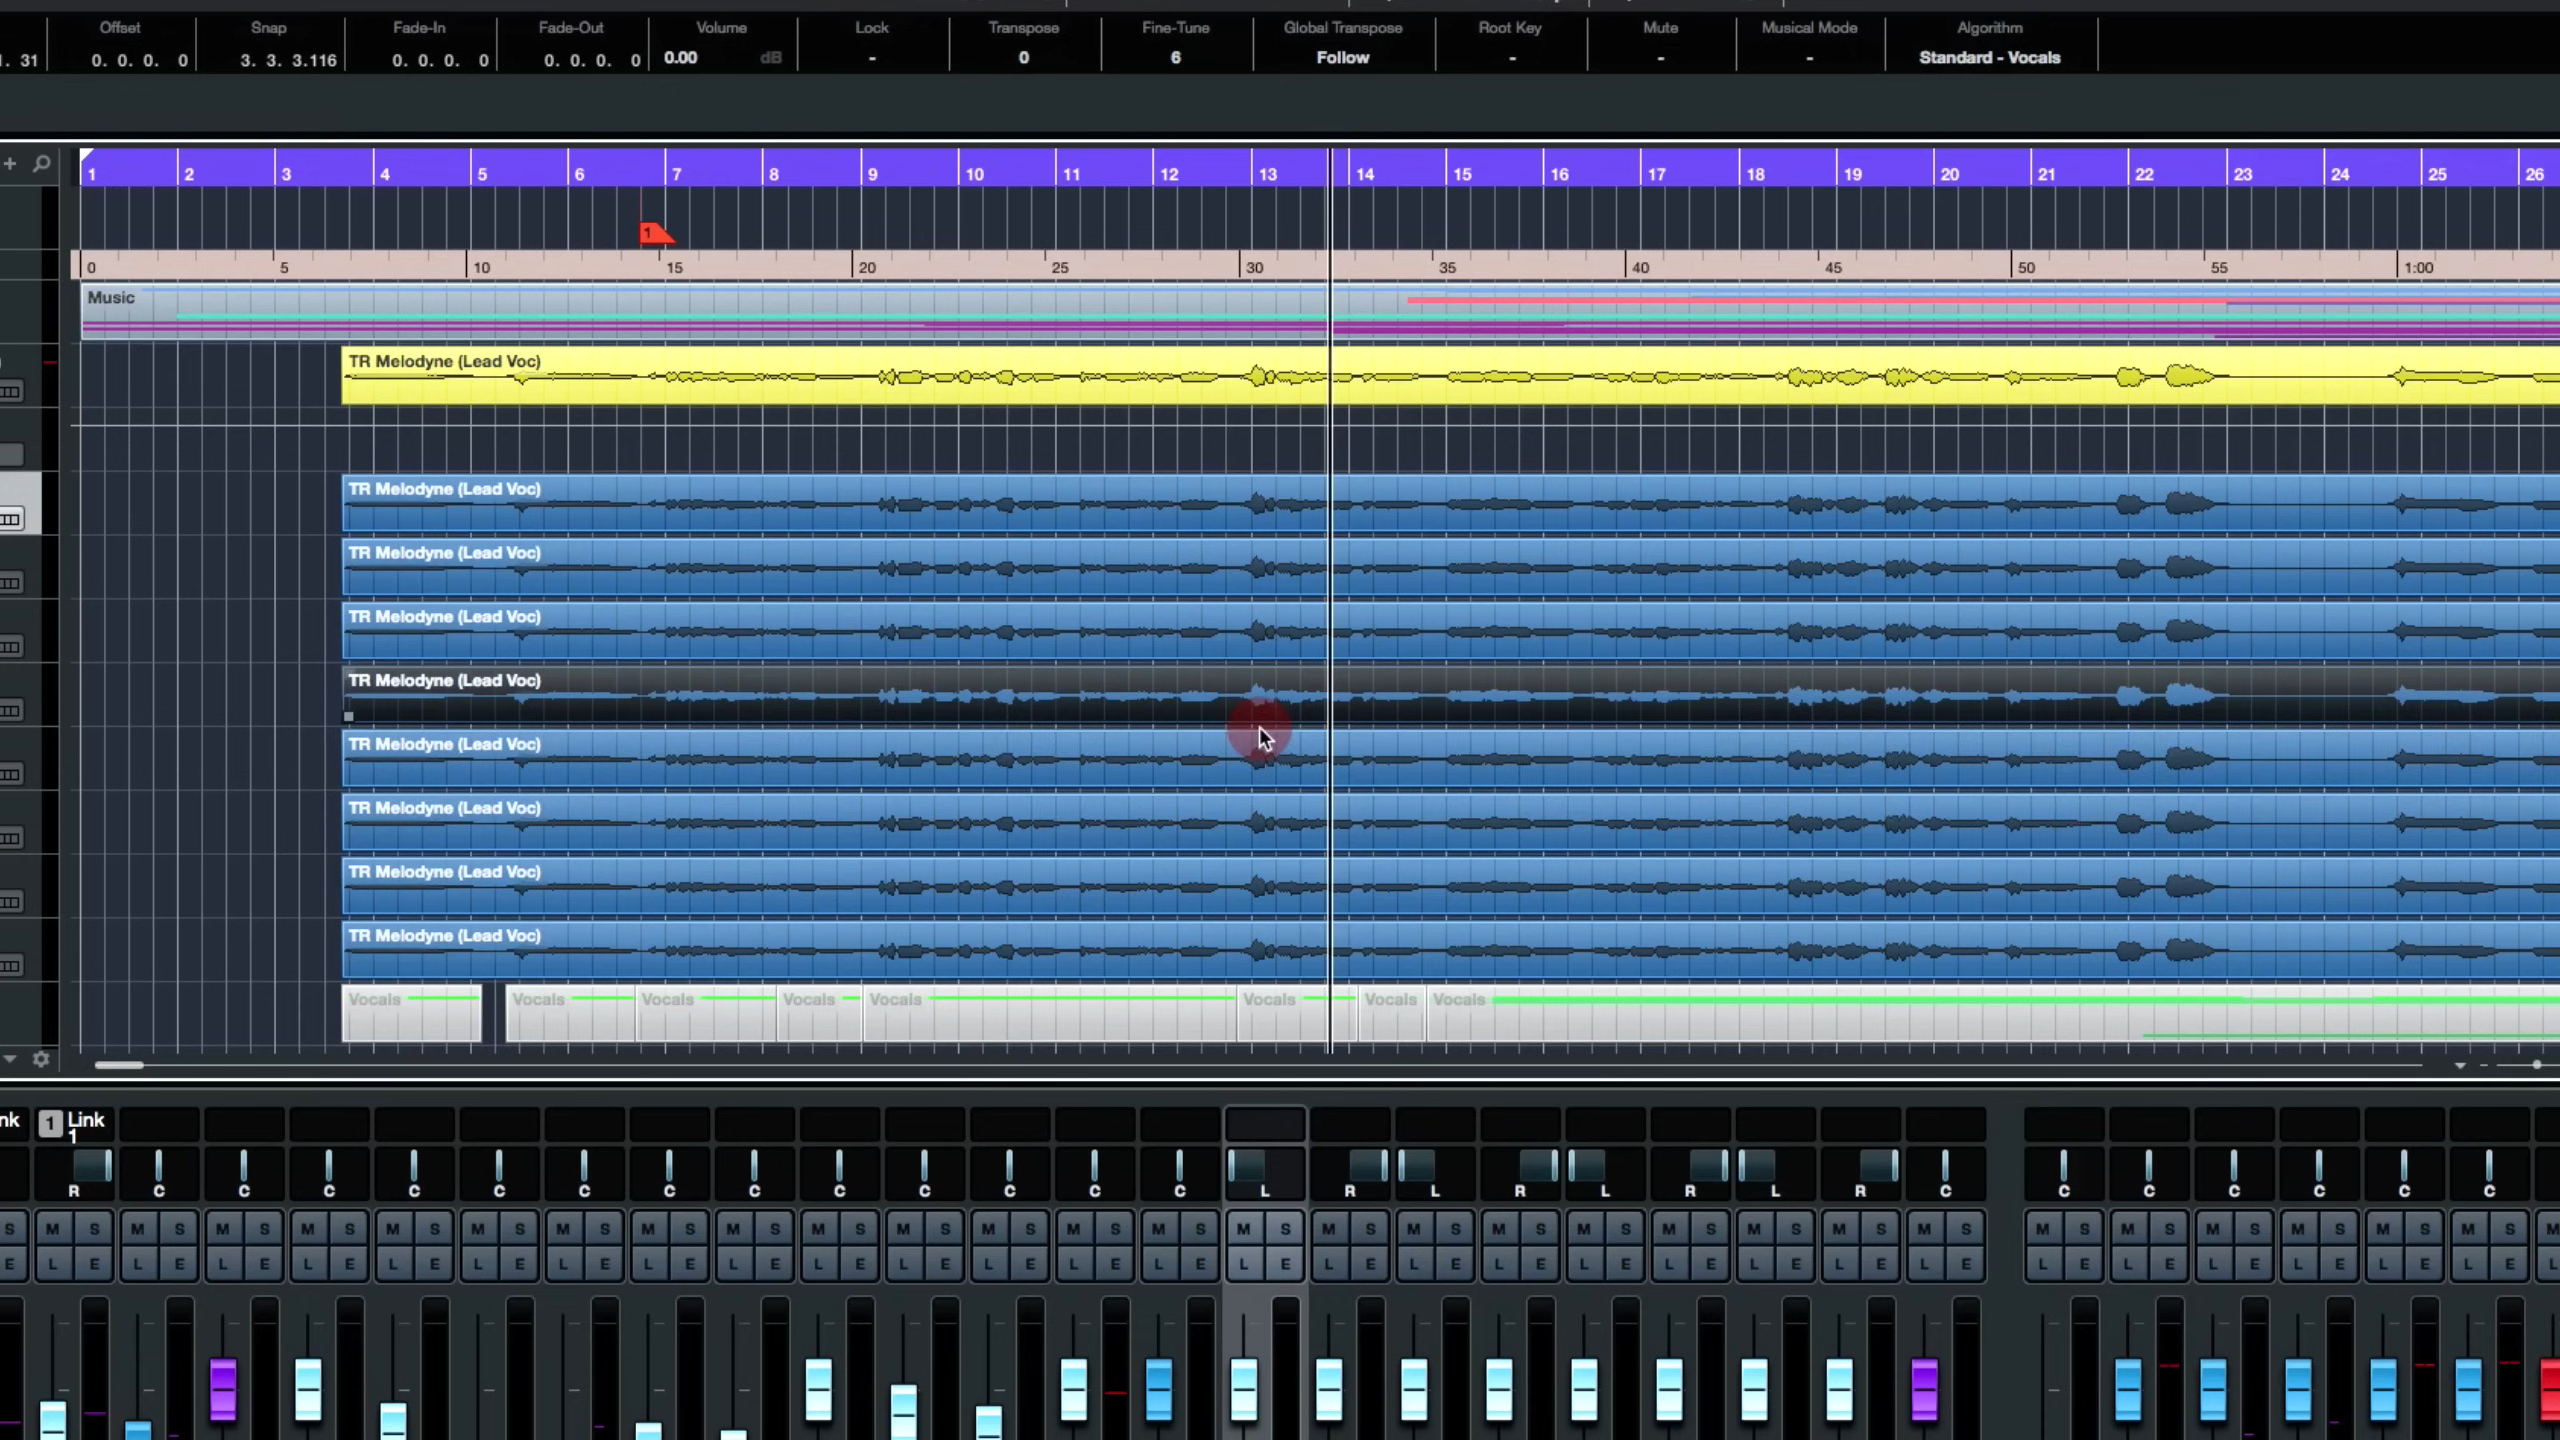 Offset Snap Fade-In Fade-Out Volume Lock Transpose Fine-Tune Global Transpose Root Key Mute Musical Mode Algorithm
. 31 0. 0. 0. 0 3. 3. 3.116 0. 0. 0. 0 0. 0. 0. 0 0.00 dB - 0 6 Follow - - - Standard - Vocals
1 2 3 4 5 6 7 8 9 10 11 12 13 14 15 16 17 18 19 20 21 22 23 24 25 26
1
0 5 10 15 20 25 30 35 40 45 50 55 1:00
Music
TR Melodyne (Lead Voc)
TR Melodyne (Lead Voc)
TR Melodyne (Lead Voc)
TR Melodyne (Lead Voc)
TR Melodyne (Lead Voc)
TR Melodyne (Lead Voc)
TR Melodyne (Lead Voc)
TR Melodyne (Lead Voc)
TR Melodyne (Lead Voc)
Vocals Vocals Vocals Vocals Vocals Vocals Vocals Vocals
nk 1 Link
1
R C C C C C C C C C C C C C L R L R L R L R C C C C C C C
S M S M S M S M S M S M S M S M S M S M S M S M S M S M S M S M S M S M S M S M S M S M S M S M S M S M S M S M S M S M
E L E L E L E L E L E L E L E L E L E L E L E L E L E L E L E L E L E L E L E L E L E L E L E L E L E L E L E L E L E L